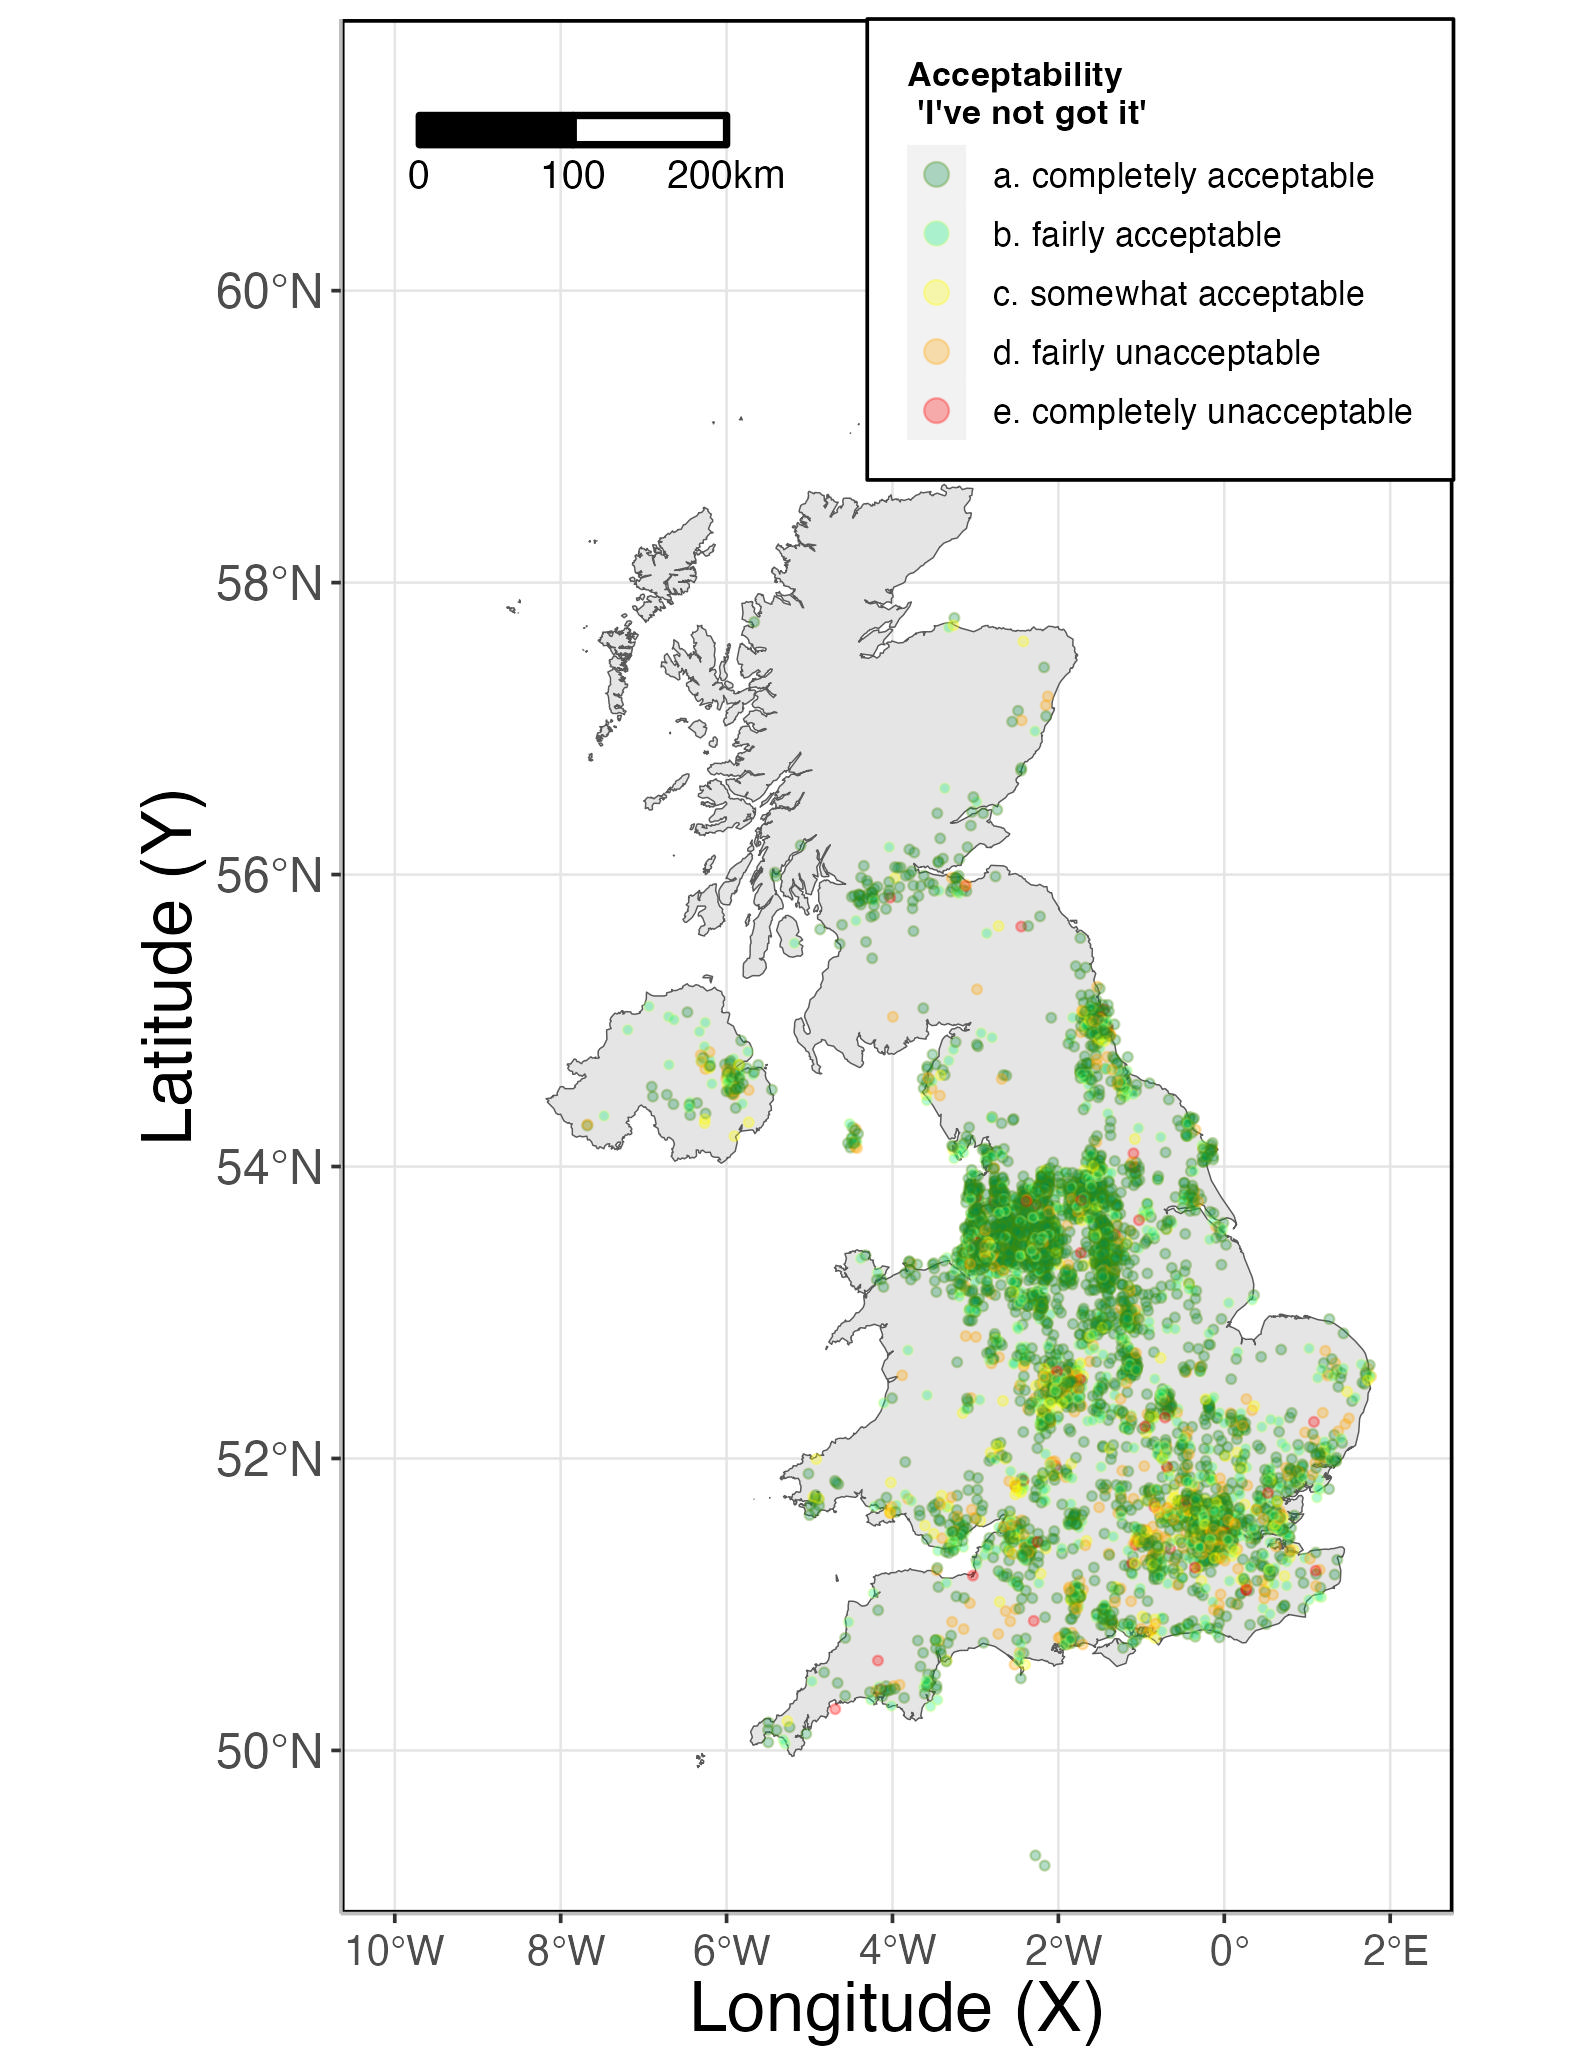 Acceptability
'I've not got it'
a. completely acceptable
b. fairly acceptable
c. somewhat acceptable
d. fairly unacceptable
e. completely unacceptable
0 100 200km
60°N
58°N
56°N
54°N
52°N
50°N
Latitude (Y)
10°W 8°W 6°W 4°W 2°W 0° 2°E
Longitude (X)